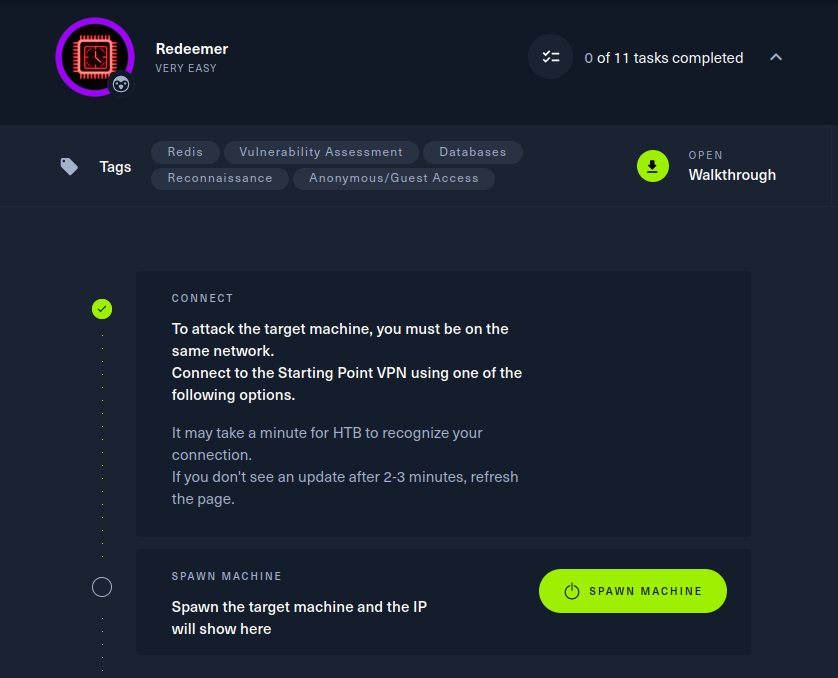 Redeemer
VERY EASY
0 of 11 tasks completed
Tags
Redis
Vulnerability Assessment
Databases
Reconnaissance
Anonymous/Guest Access
OPEN
Walkthrough
CONNECT
To attack the target machine, you must be on the
same network.
Connect to the Starting Point VPN using one of the
following options.
It may take a minute for HTB to recognize your
connection.
If you don't see an update after 2-3 minutes, refresh
the page.
SPAWN MACHINE
Spawn the target machine and the IP
will show here
SPAWN MACHINE